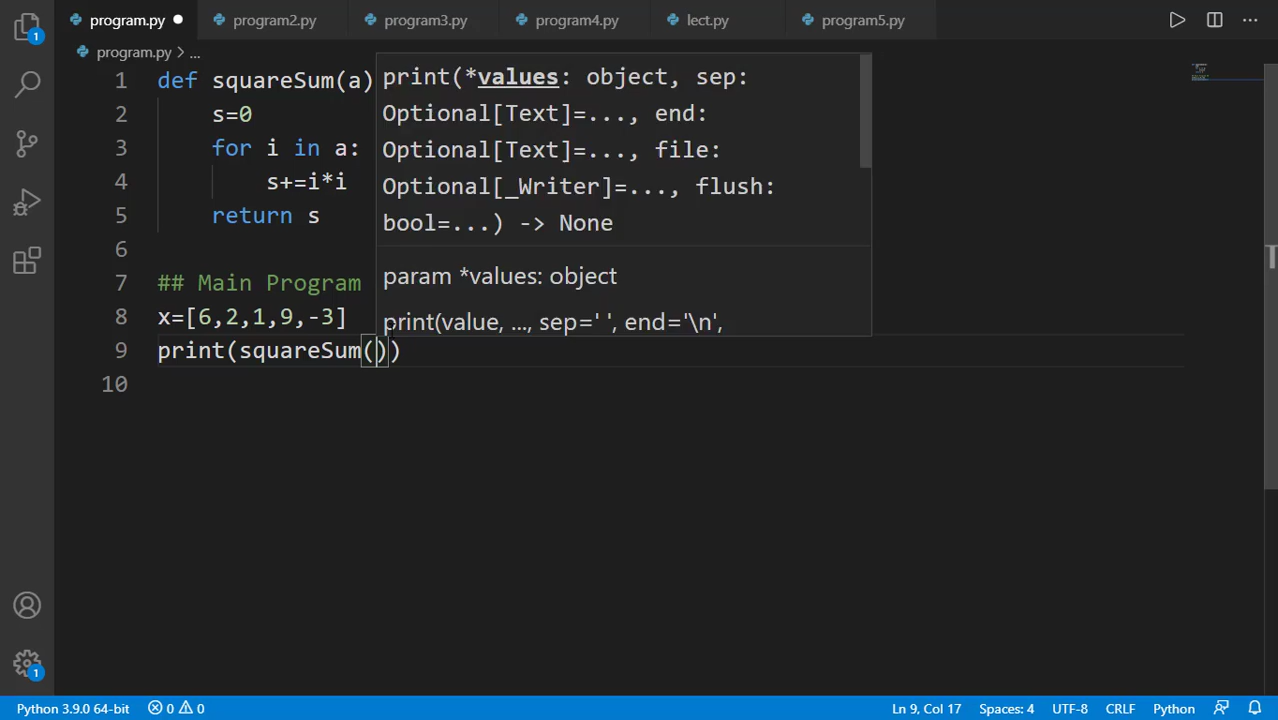 program.py program2.py program3.py program4.py lect.py program5.py
program.py > ...
1 def squareSum(a)
2 s=0
3 for i in a:
4 s+=i*i
5 return s
6
7 ## Main Program
8 x=[6,2,1,9,-3]
9 print(squareSum())
10
print(*values: object, sep:
Optional[Text]=..., end:
Optional[Text]=..., file:
Optional[_Writer]=..., flush:
bool=...) -> None
param *values: object
print(value, ..., sep=' ', end='\n',
1
1
Python 3.9.0 64-bit 0 0 Ln 9, Col 17 Spaces: 4 UTF-8 CRLF Python